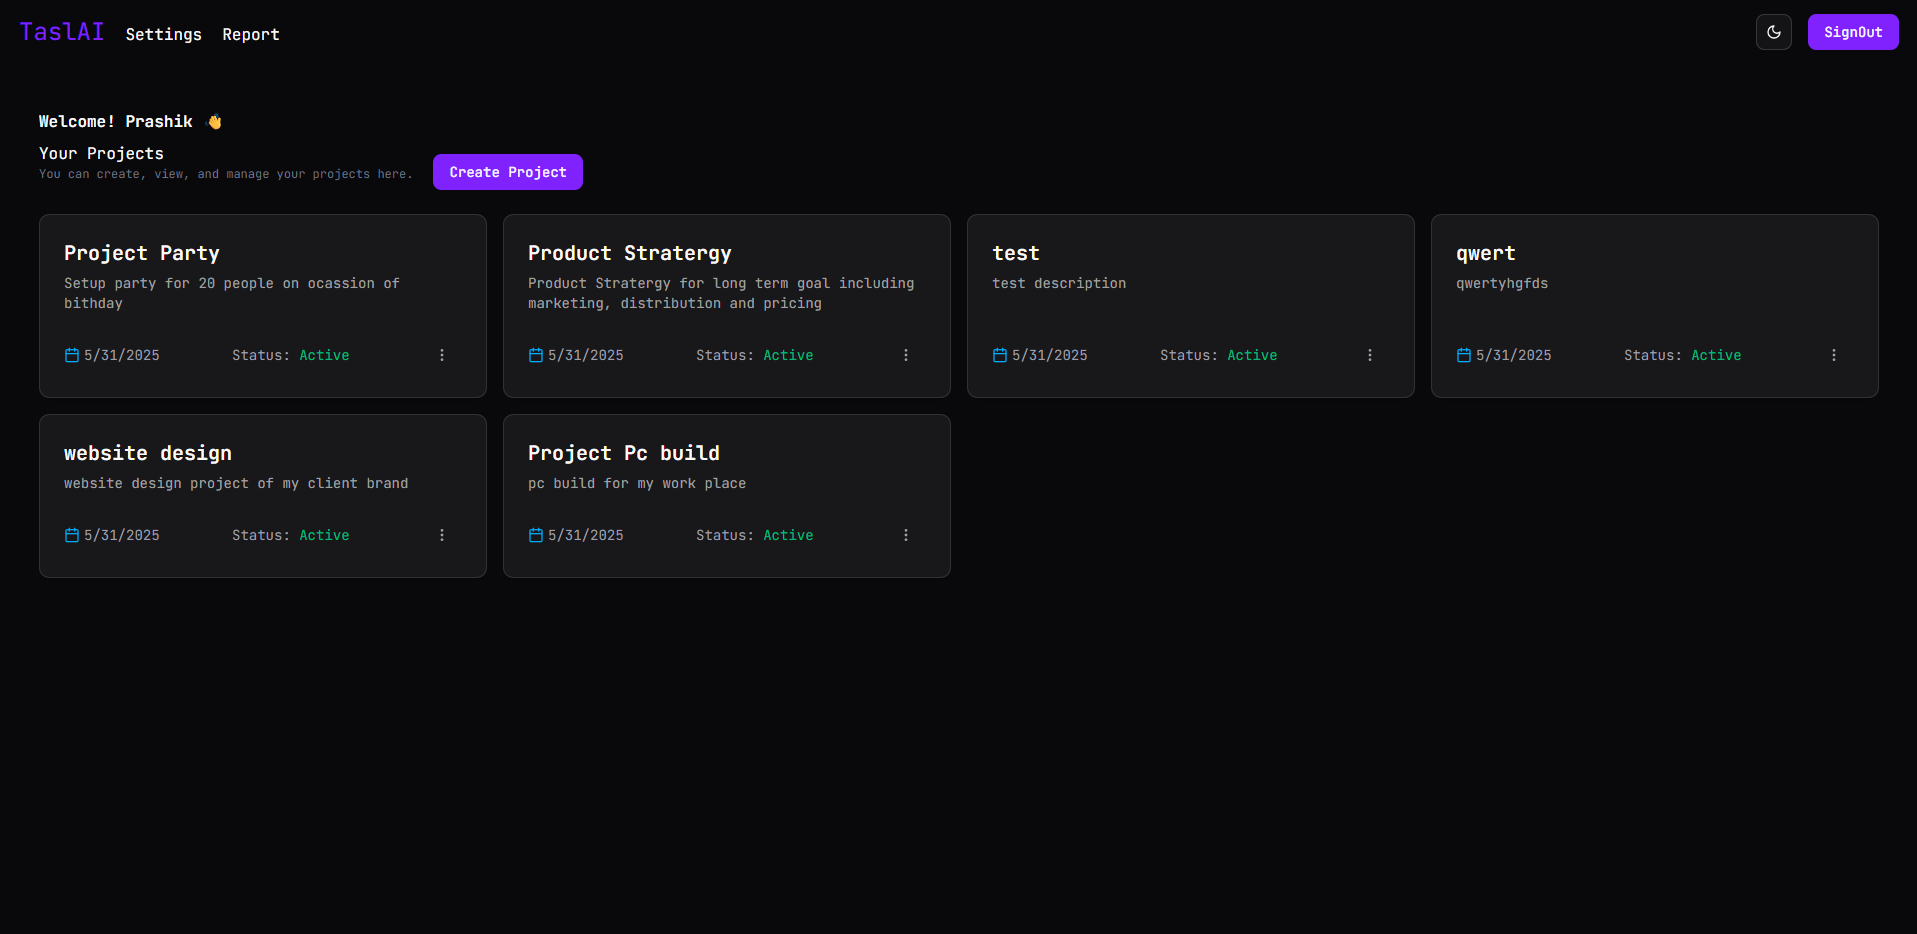 TaslAI Settings Report SignOut
Welcome! Prashik 👋
Your Projects
You can create, view, and manage your projects here.
Create Project
Project Party
Setup party for 20 people on ocassion of
bithday
5/31/2025 Status: Active
Product Stratergy
Product Stratergy for long term goal including
marketing, distribution and pricing
5/31/2025 Status: Active
test
test description
5/31/2025 Status: Active
qwert
qwertyhgfds
5/31/2025 Status: Active
website design
website design project of my client brand
5/31/2025 Status: Active
Project Pc build
pc build for my work place
5/31/2025 Status: Active